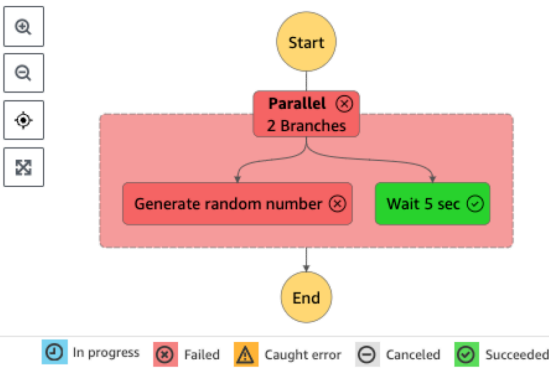 Start
Parallel
2 Branches
Generate random number
Wait 5 sec
End
In progress
Failed
Caught error
Canceled
Succeeded